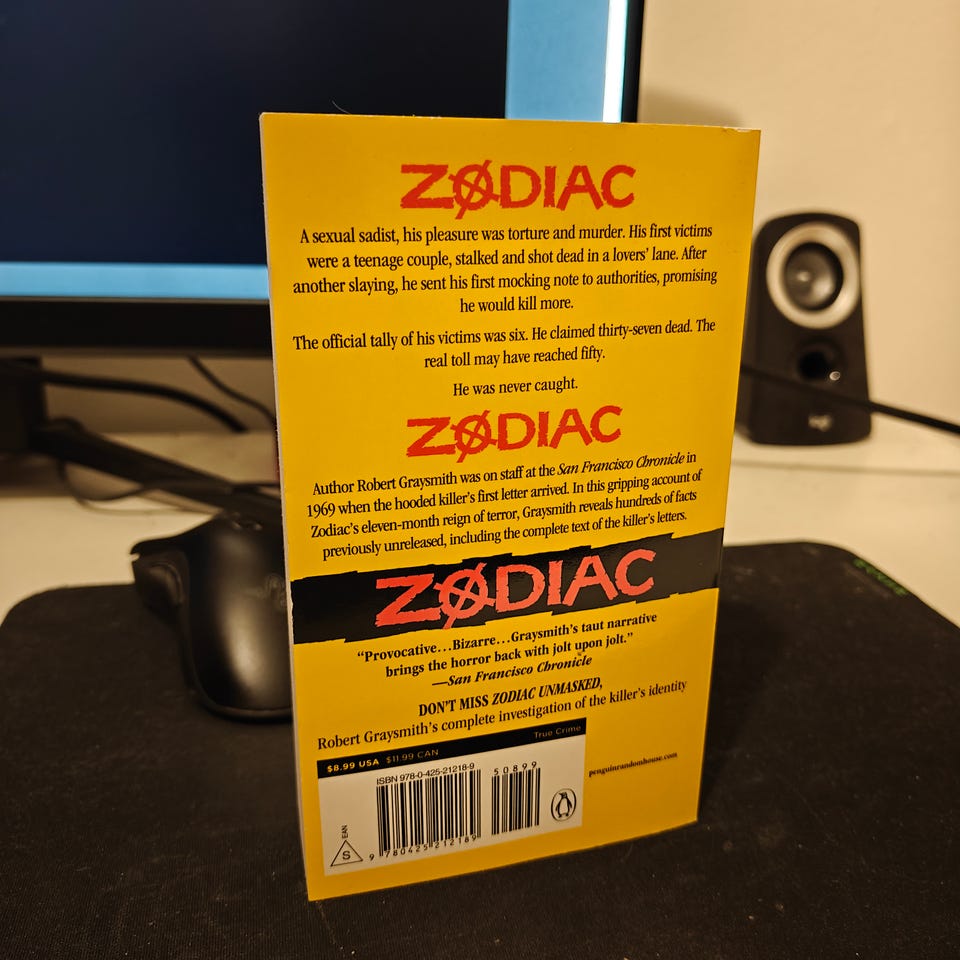 ZODIAC
A sexual sadist, his pleasure was torture and murder. His first victims
were a teenage couple, stalked and shot dead in a lovers' lane. After
another slaying, he sent his first mocking note to authorities, promising
he would kill more.
The official tally of his victims was six. He claimed thirty-seven dead. The
real toll may have reached fifty.
He was never caught.
ZODIAC
Author Robert Graysmith was on staff at the San Francisco Chronicle in
1969 when the hooded killer's first letter arrived. In this gripping account of
Zodiac's eleven-month reign of terror, Graysmith reveals hundreds of facts
previously unreleased, including the complete text of the killer's letters.
ZODIAC
“Provocative...Bizarre...Graysmith's taut narrative
brings the horror back with jolt upon jolt.”
—San Francisco Chronicle
DON'T MISS ZODIAC UNMASKED,
Robert Graysmith's complete investigation of the killer's identity
$8.99 USA $11.99 CAN True Crime
ISBN 978-0-425-21218-9
50899
EAN
S
9 780425 212189
penguinrandomhouse.com
logi